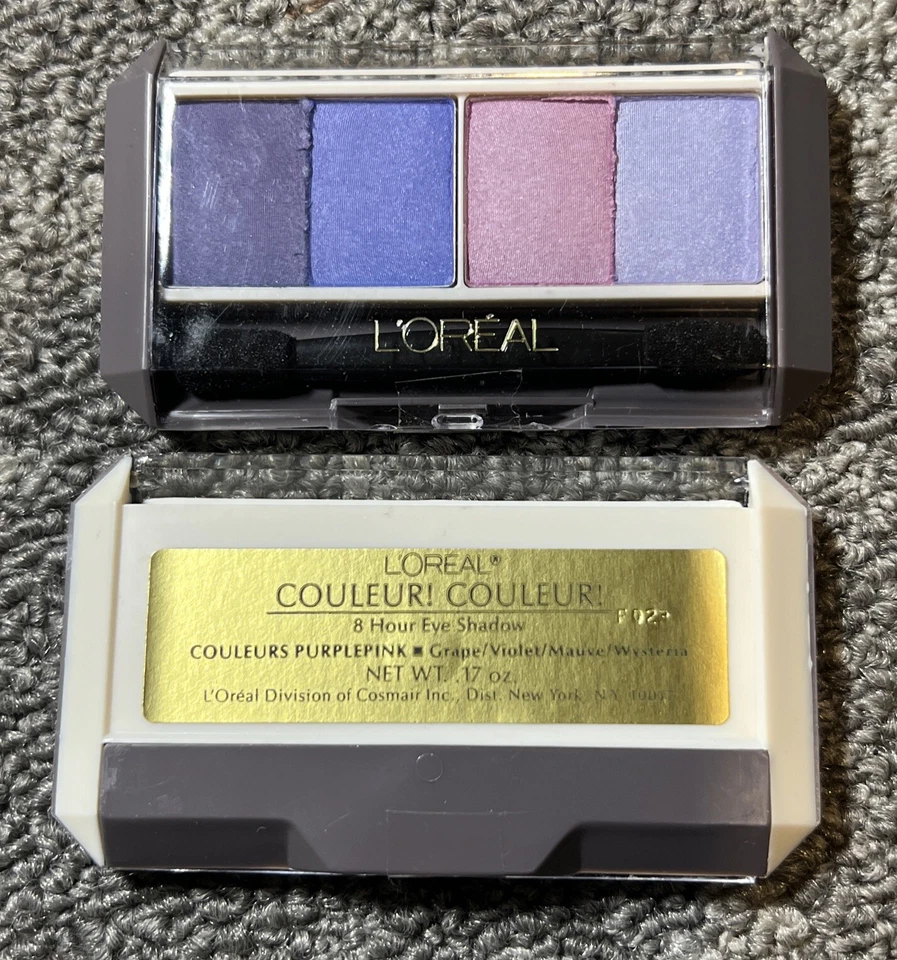 L'ORÉAL
L'ORÉAL®
COULEUR! COULEUR!
8 Hour Eye Shadow
COULEURS PURPLEPINK ■ Grape/Violet/Mauve/Wysteria
NET WT. .17 oz.
L'Oréal Division of Cosmair Inc., Dist. New York, N.Y.